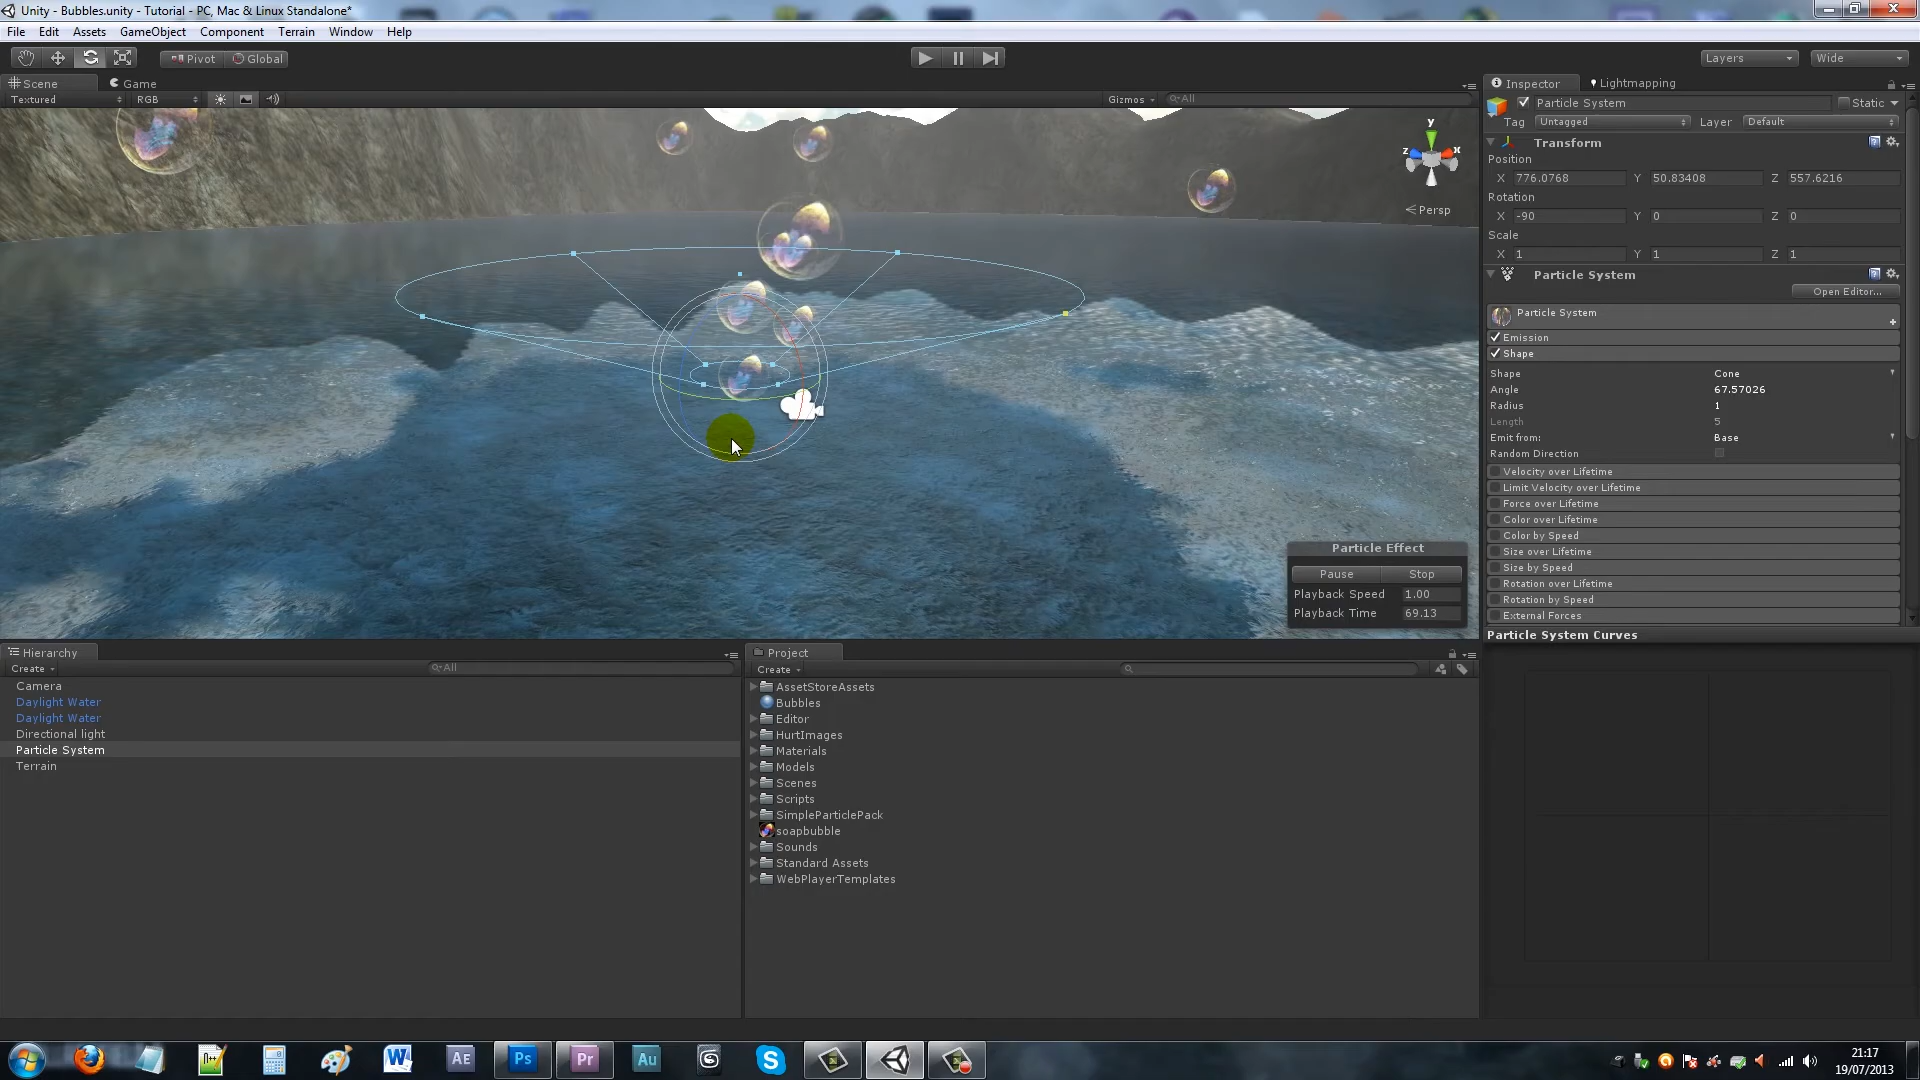 Unity - Bubbles.unity - Tutorial - PC, Mac & Linux Standalone*
File Edit Assets GameObject Component Terrain Window Help
Pivot Global Layers Wide
Scene Game
Textured RGB Gizmos All
y
z x
Persp
Particle Effect
Pause Stop
Playback Speed 1.00
Playback Time 69.13
Inspector Lightmapping
Particle System Static
Tag Untagged Layer Default
Transform
Position
X 776.0768 Y 50.83408 Z 557.6216
Rotation
X -90 Y 0 Z 0
Scale
X 1 Y 1 Z 1
Particle System
Open Editor...
Particle System
Emission
Shape
Shape Cone
Angle 67.57026
Radius 1
Length 5
Emit from: Base
Random Direction
Velocity over Lifetime
Limit Velocity over Lifetime
Force over Lifetime
Color over Lifetime
Color by Speed
Size over Lifetime
Size by Speed
Rotation over Lifetime
Rotation by Speed
External Forces
Particle System Curves
Hierarchy
Create All
Camera
Daylight Water
Daylight Water
Directional light
Particle System
Terrain
Project
Create
AssetStoreAssets
Bubbles
Editor
HurtImages
Materials
Models
Scenes
Scripts
SimpleParticlePack
soapbubble
Sounds
Standard Assets
WebPlayerTemplates
n++ W AE Ps Pr Au S
21:17
19/07/2013